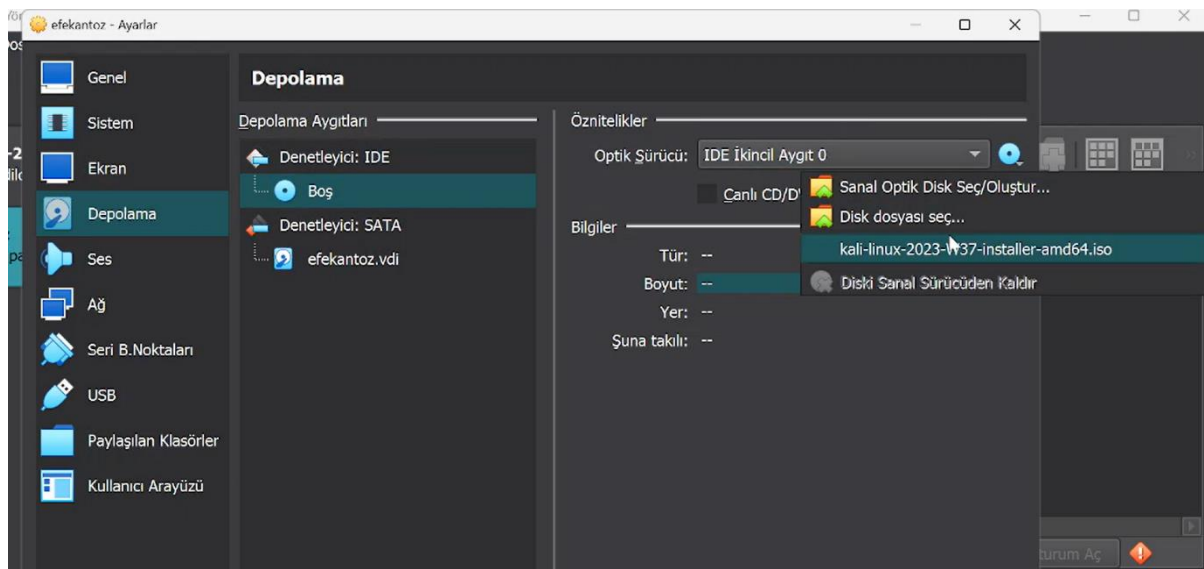 efekantoz - Ayarlar
Genel
Sistem
Ekran
Depolama
Ses
Ağ
Seri B.Noktaları
USB
Paylaşılan Klasörler
Kullanıcı Arayüzü
Depolama
Depolama Aygıtları
Denetleyici: IDE
Boş
Denetleyici: SATA
efekantoz.vdi
Öznitelikler
Optik Sürücü: IDE İkincil Aygıt 0
Canlı CD/D
Sanal Optik Disk Seç/Oluştur...
Disk dosyası seç...
kali-linux-2023-W37-installer-amd64.iso
Diski Sanal Sürücüden Kaldır
Bilgiler
Tür: --
Boyut: --
Yer: --
Şuna takılı: --
turum Aç